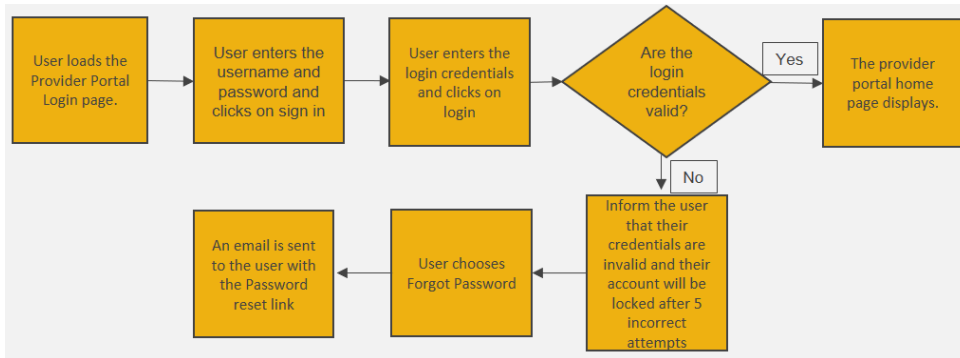 User loads the
Provider Portal
Login page.
User enters the
username and
password and
clicks on sign in
User enters the
login credentials
and clicks on
login
Are the
login
credentials
valid?
Yes
The provider
portal home
page displays.
No
Inform the user
that their
credentials are
invalid and their
account will be
locked after 5
incorrect
attempts
User chooses
Forgot Password
An email is sent
to the user with
the Password
reset link